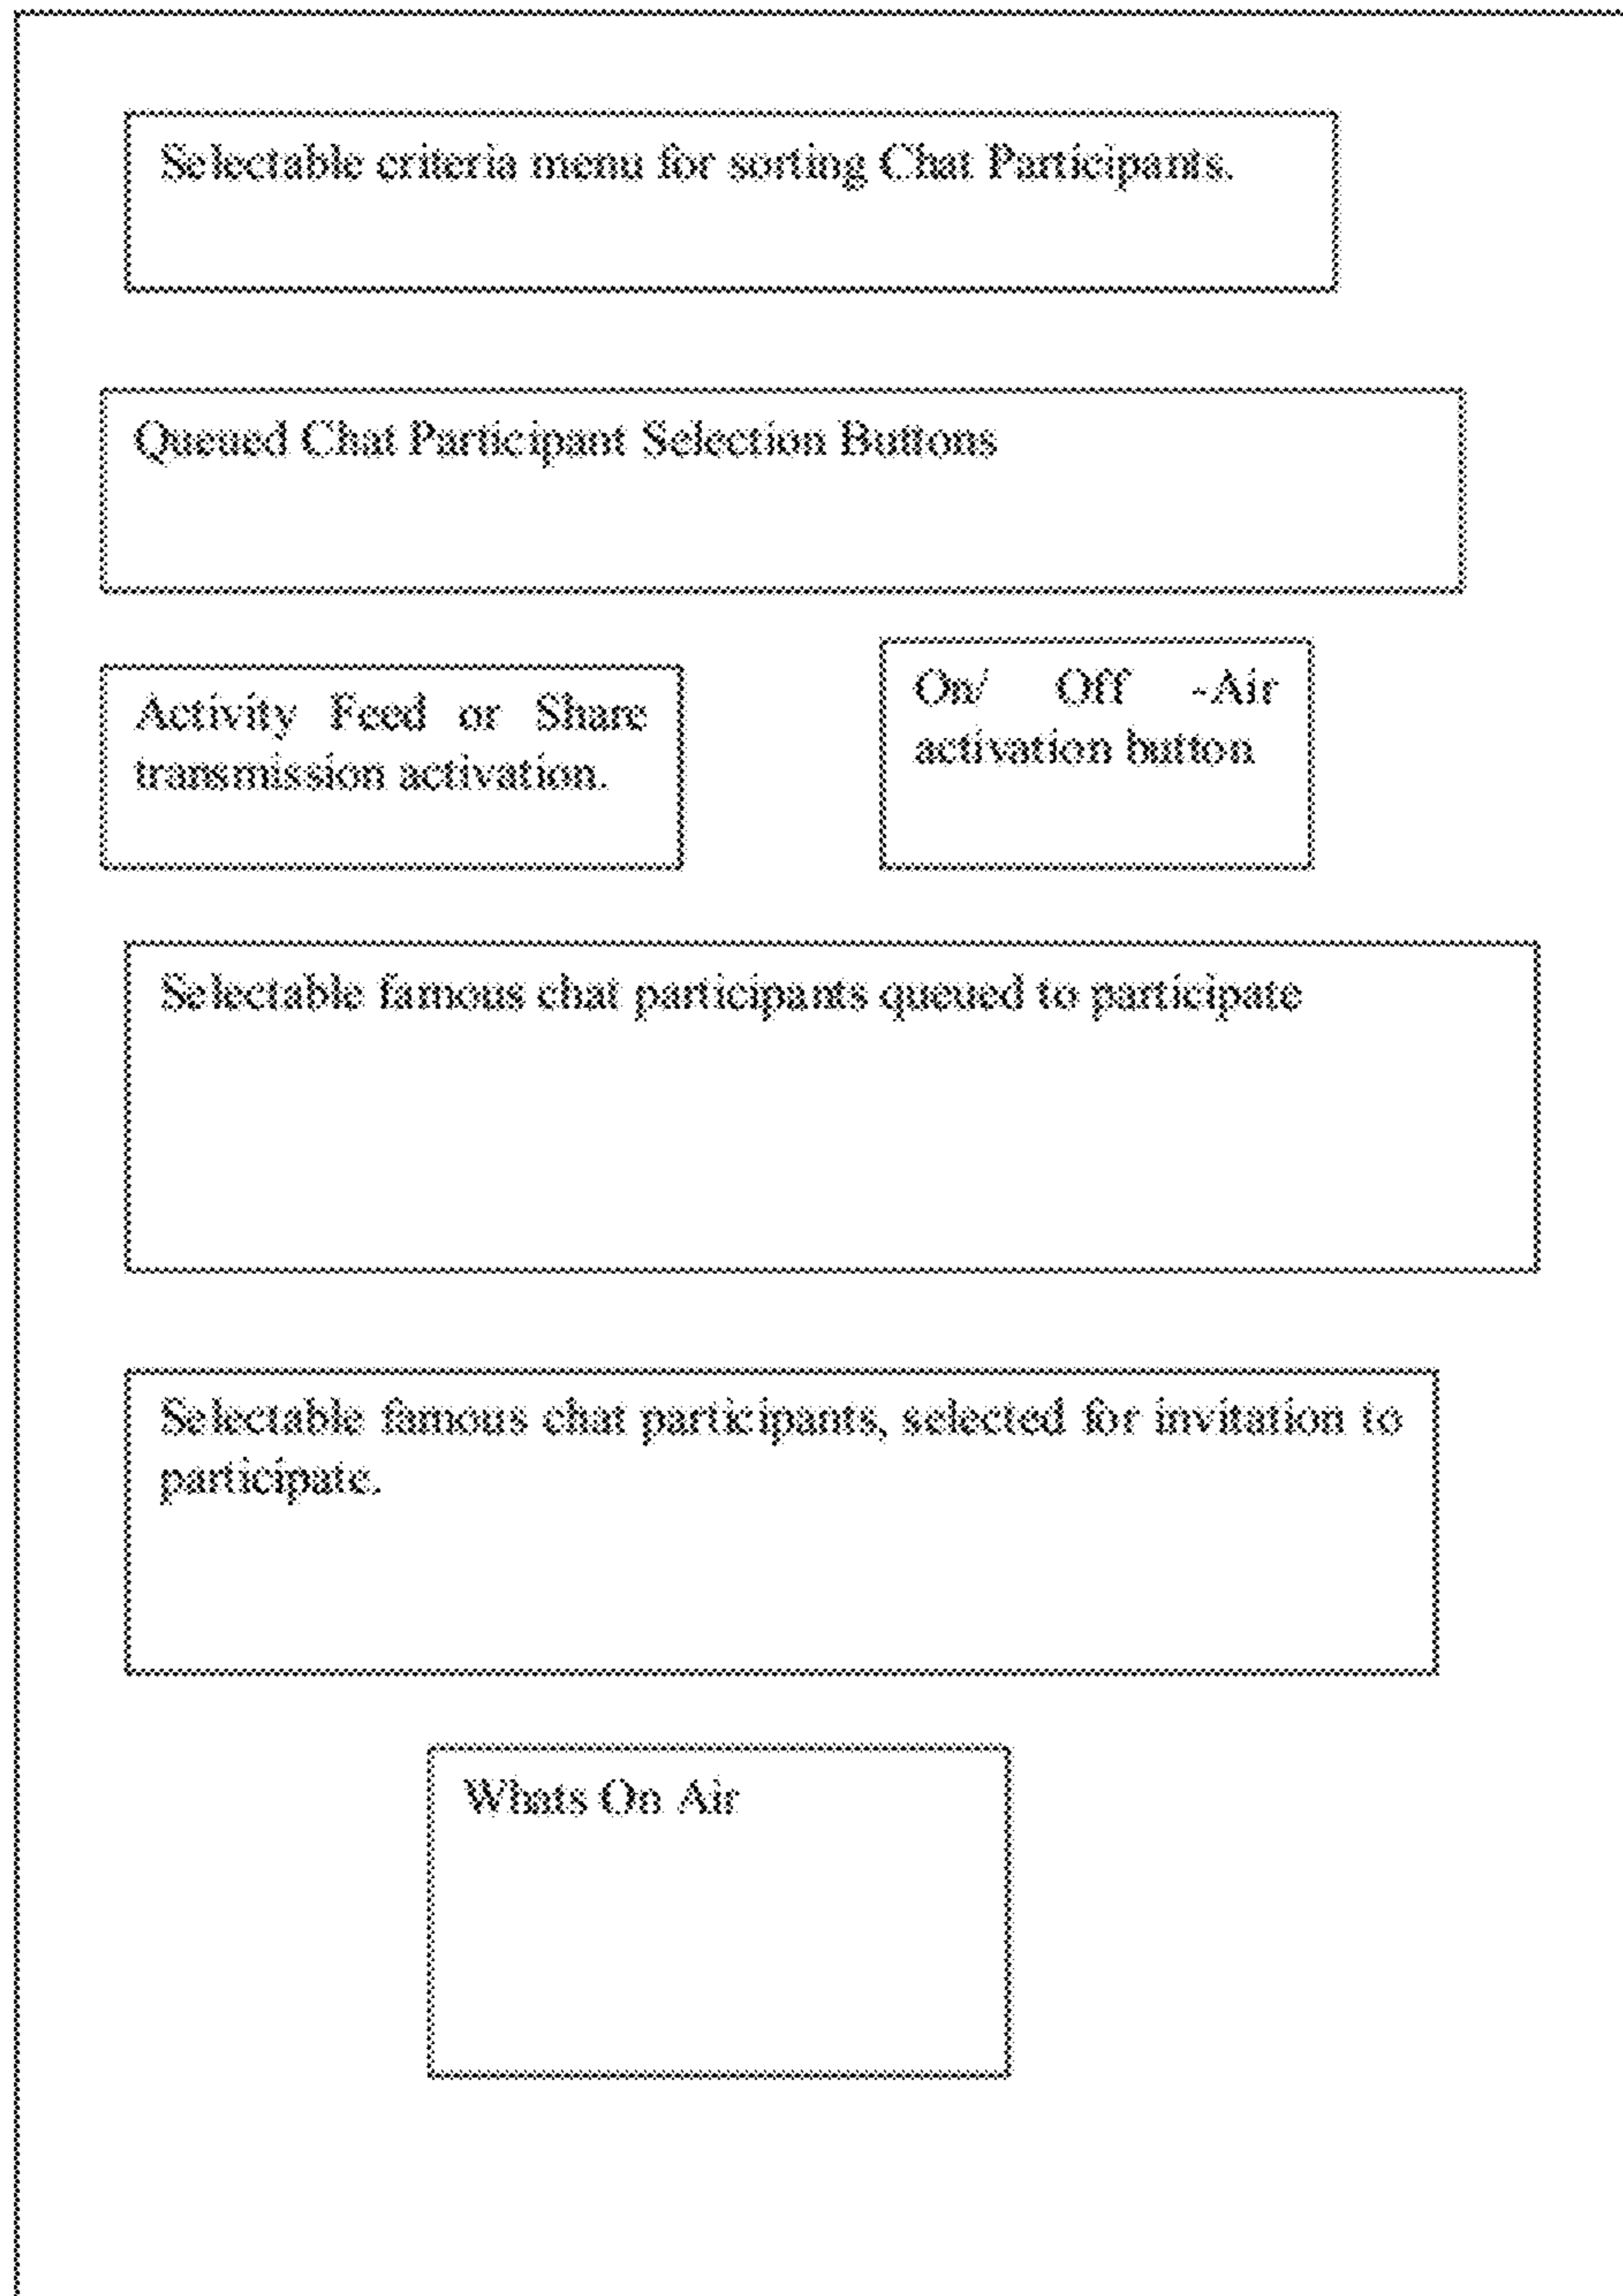 Selectable criteria menu for sorting Chat Participants.
Queued Chat Participant Selection Buttons
Activity Feed or Share
transmission activation.
On/ Off -Air
activation button
Selectable famous chat participants queued to participate
Selectable famous chat participants, selected for invitation to
participate.
Whats On Air